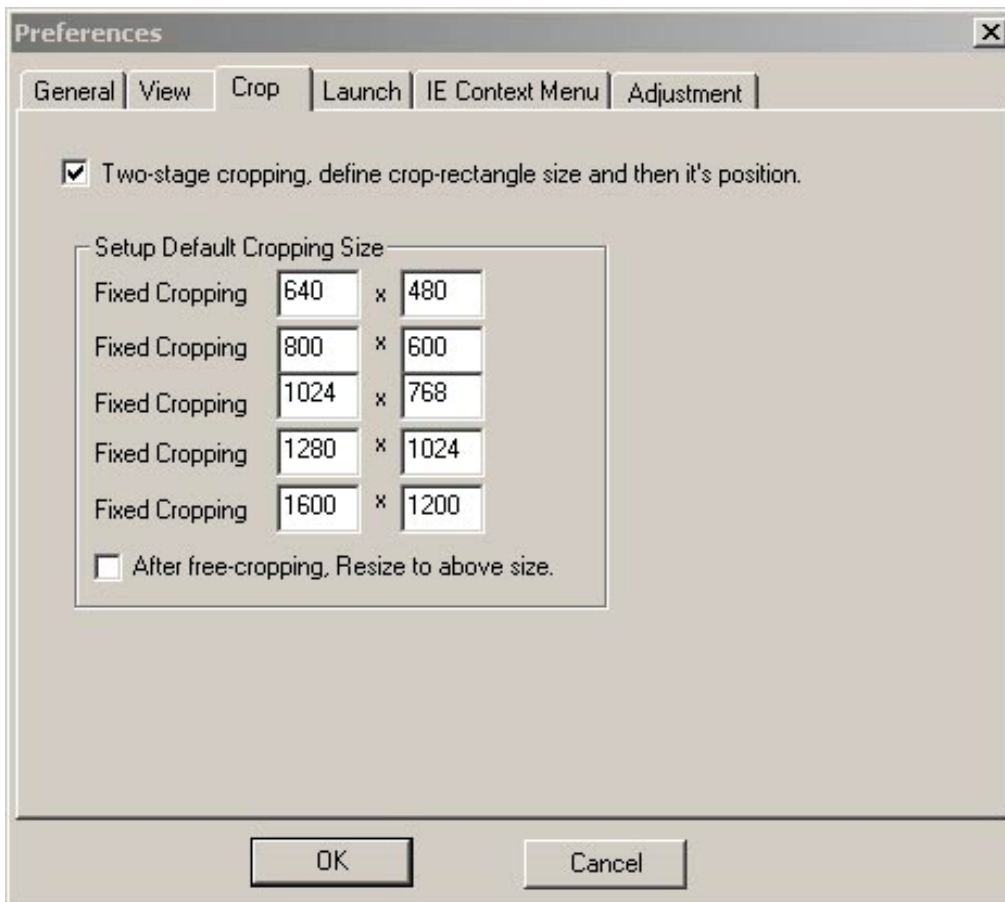 Preferences
General View Crop Launch IE Context Menu Adjustment
Two-stage cropping, define crop-rectangle size and then it's position.
Setup Default Cropping Size
Fixed Cropping 640 x 480
Fixed Cropping 800 x 600
Fixed Cropping 1024 x 768
Fixed Cropping 1280 x 1024
Fixed Cropping 1600 x 1200
After free-cropping, Resize to above size.
OK Cancel